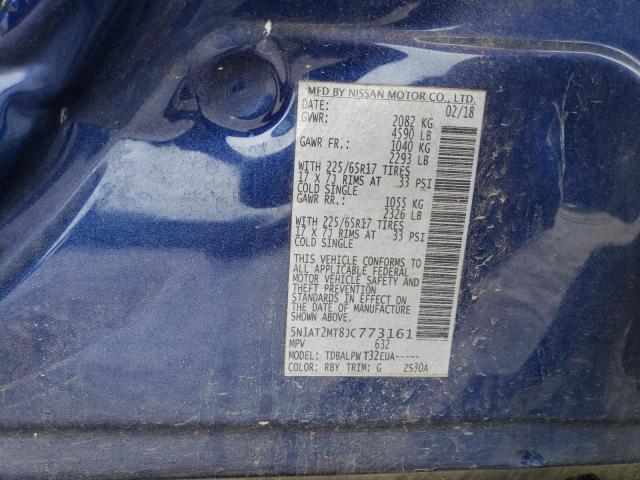 MFD BY NISSAN MOTOR CO., LTD.
DATE: 02/18
GVWR: 2082 KG
4590 LB
GAWR FR.: 1040 KG
2293 LB
WITH 225/65R17 TIRES
17 X 7J RIMS AT 33 PSI
COLD SINGLE
GAWR RR.: 1055 KG
2326 LB
WITH 225/65R17 TIRES
17 X 7J RIMS AT 33 PSI
COLD SINGLE
THIS VEHICLE CONFORMS TO
ALL APPLICABLE FEDERAL
MOTOR VEHICLE SAFETY AND
THEFT PREVENTION
STANDARDS IN EFFECT ON
THE DATE OF MANUFACTURE
SHOWN ABOVE.
5N1AT2MT8JC773161
MPV 632
MODEL: TDBALPW T32EUA-----
COLOR: RBY TRIM: G ZS30A